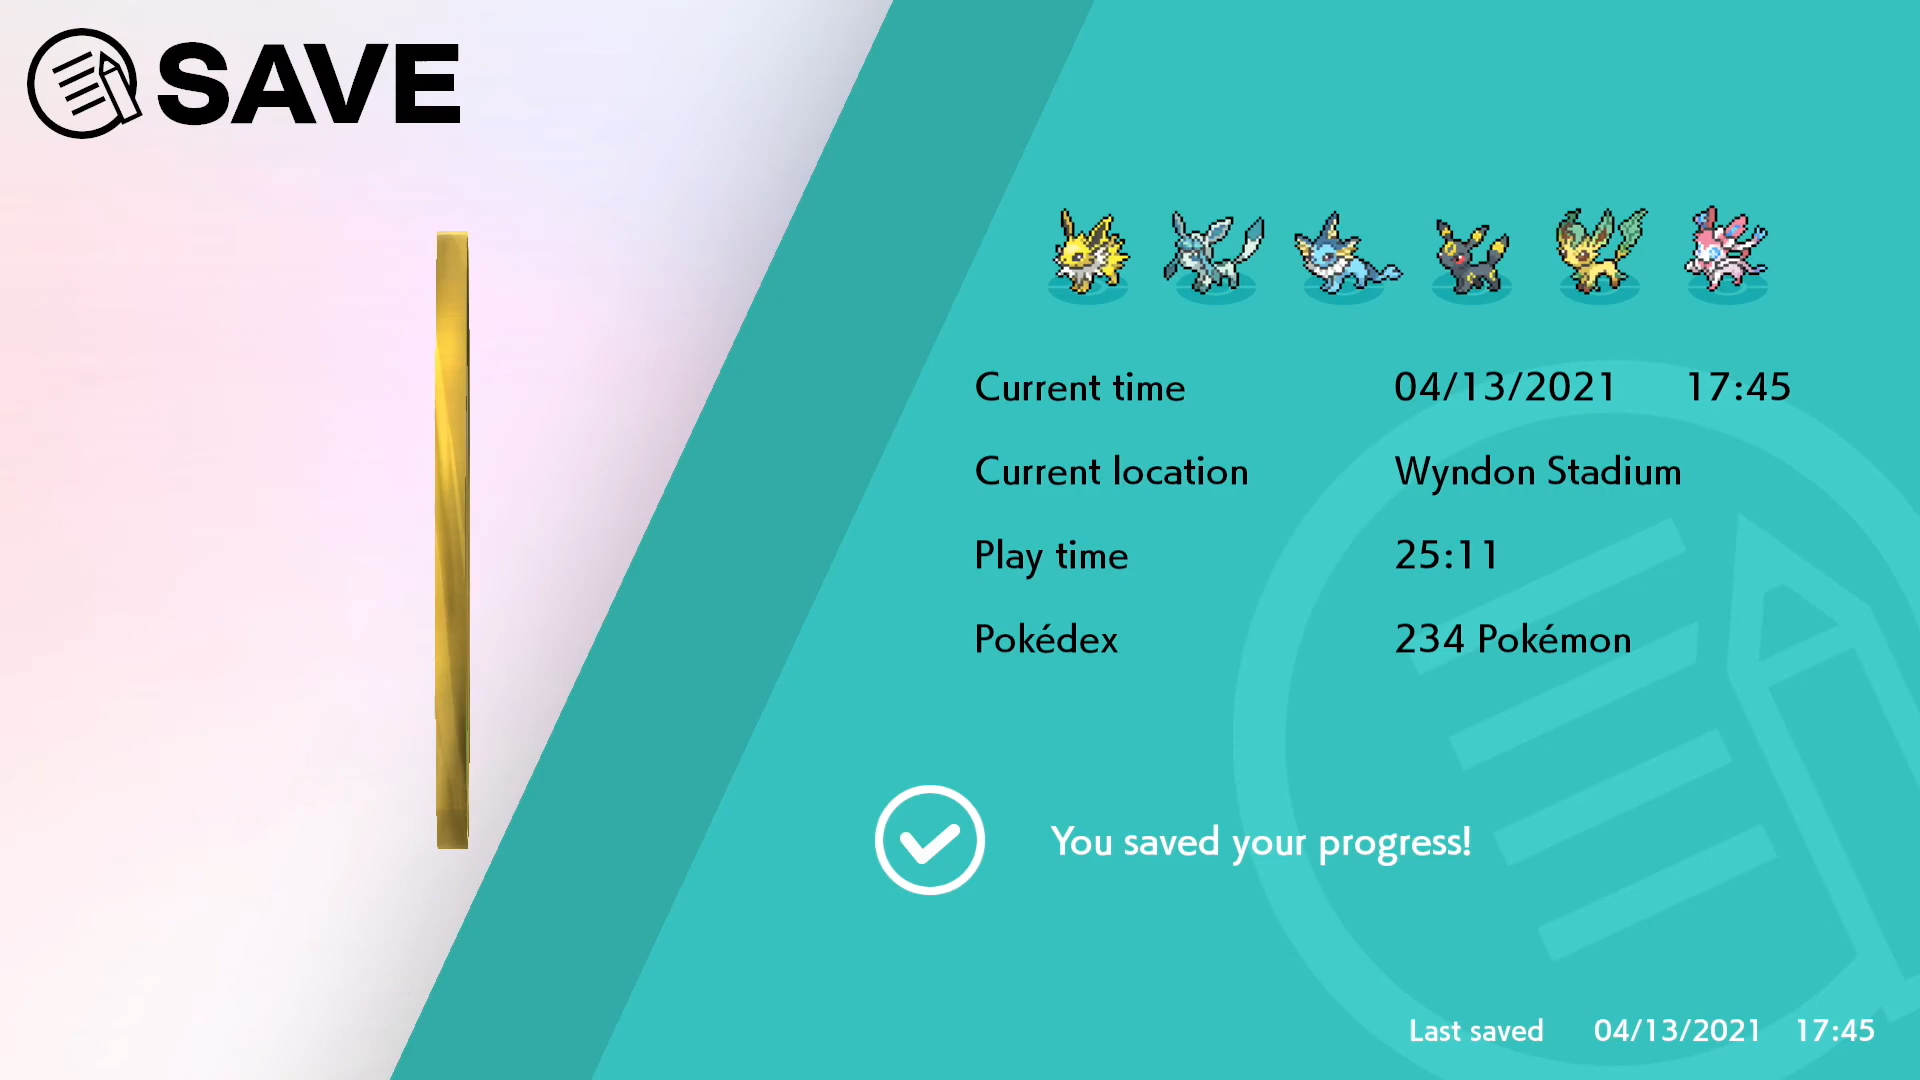 SAVE
Current time 04/13/2021 17:45
Current location Wyndon Stadium
Play time 25:11
Pokédex 234 Pokémon
You saved your progress!
Last saved 04/13/2021 17:45